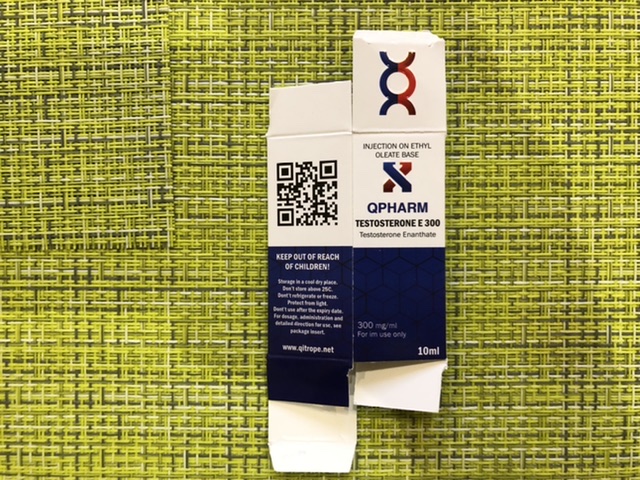 INJECTION ON ETHYL
OLEATE BASE
QPHARM
TESTOSTERONE E 300
Testosterone Enanthate
300 mg/ml
For im use only
10ml
KEEP OUT OF REACH
OF CHILDREN!
Storage in a cool dry place.
Don't store above 25C.
Dont't refrigerate or freeze.
Protect from light.
Dont't use after the expiry date.
For dosage, administration and
detailed direction for use, see
package insert.
www.qitrope.net